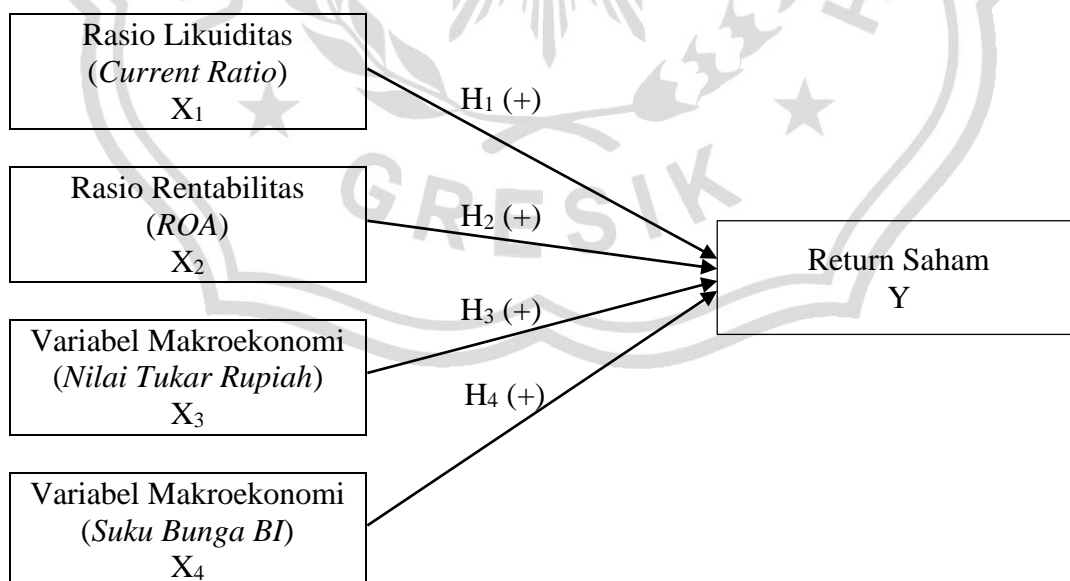 Rasio Likuiditas
(Current Ratio)
X₁
H₁ (+)
Rasio Rentabilitas
(ROA)
X₂
H₂ (+)
Return Saham
Y
Variabel Makroekonomi
(Nilai Tukar Rupiah)
X₃
H₃ (+)
Variabel Makroekonomi
(Suku Bunga BI)
X₄
H₄ (+)
GRESIK